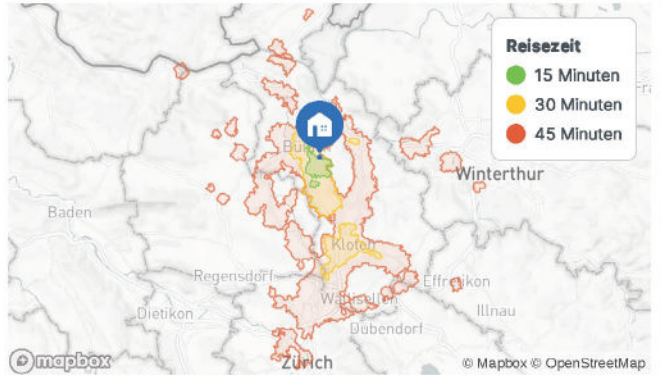 Reisezeit
15 Minuten
30 Minuten
45 Minuten
Winterthur
Baden
Kloten
Regensdorf
Effretikon
Wallisellen
Illnau
Dietikon
Dübendorf
Zürich
mapbox
© Mapbox © OpenStreetMap